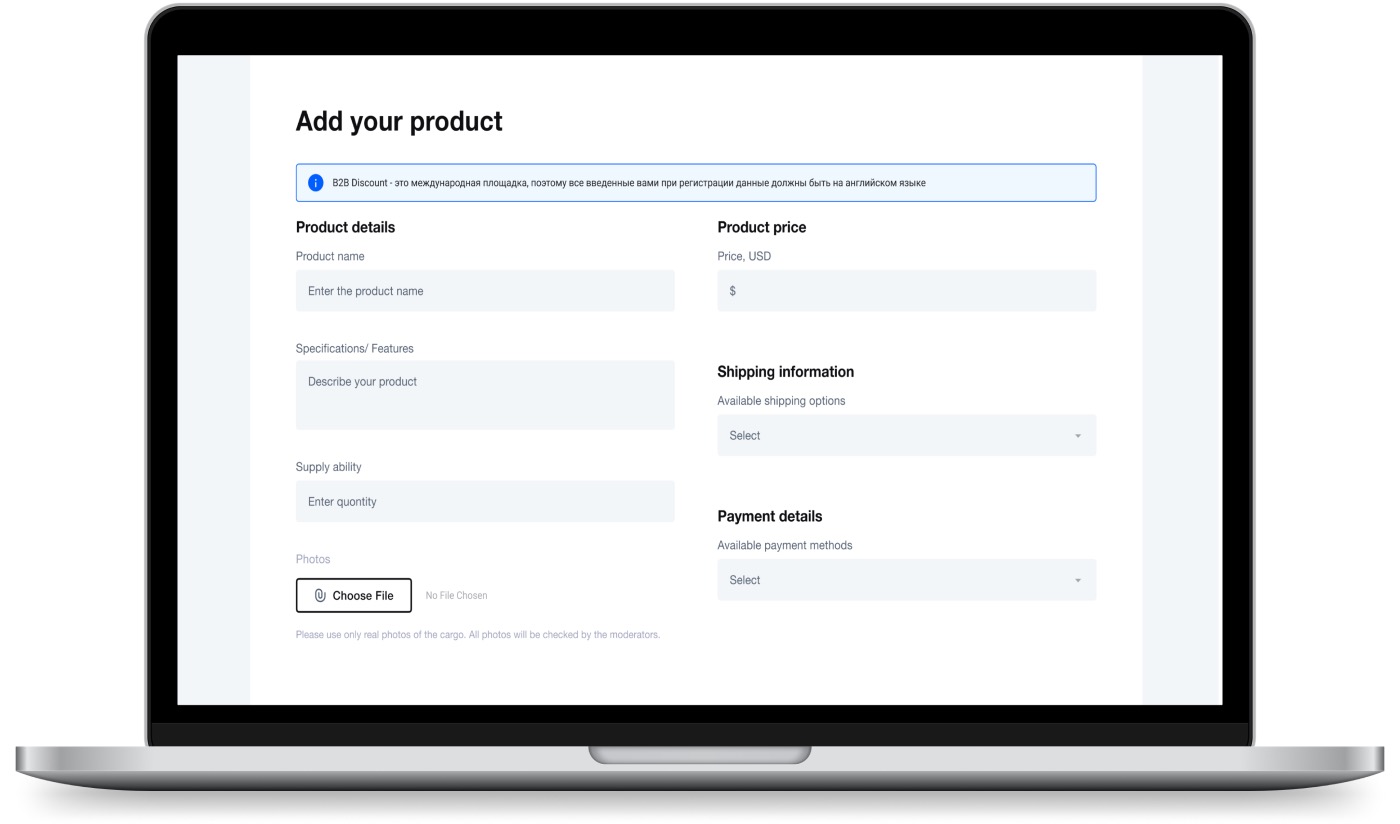 Add your product
B2B Discount - это международная площадка, поэтому все введенные вами при регистрации данные должны быть на английском языке
Product details
Product name
Enter the product name
Specifications/ Features
Describe your product
Supply ability
Enter quontity
Photos
Choose File
No File Chosen
Please use only real photos of the cargo. All photos will be checked by the moderators.
Product price
Price, USD
$
Shipping information
Available shipping options
Select
Payment details
Available payment methods
Select